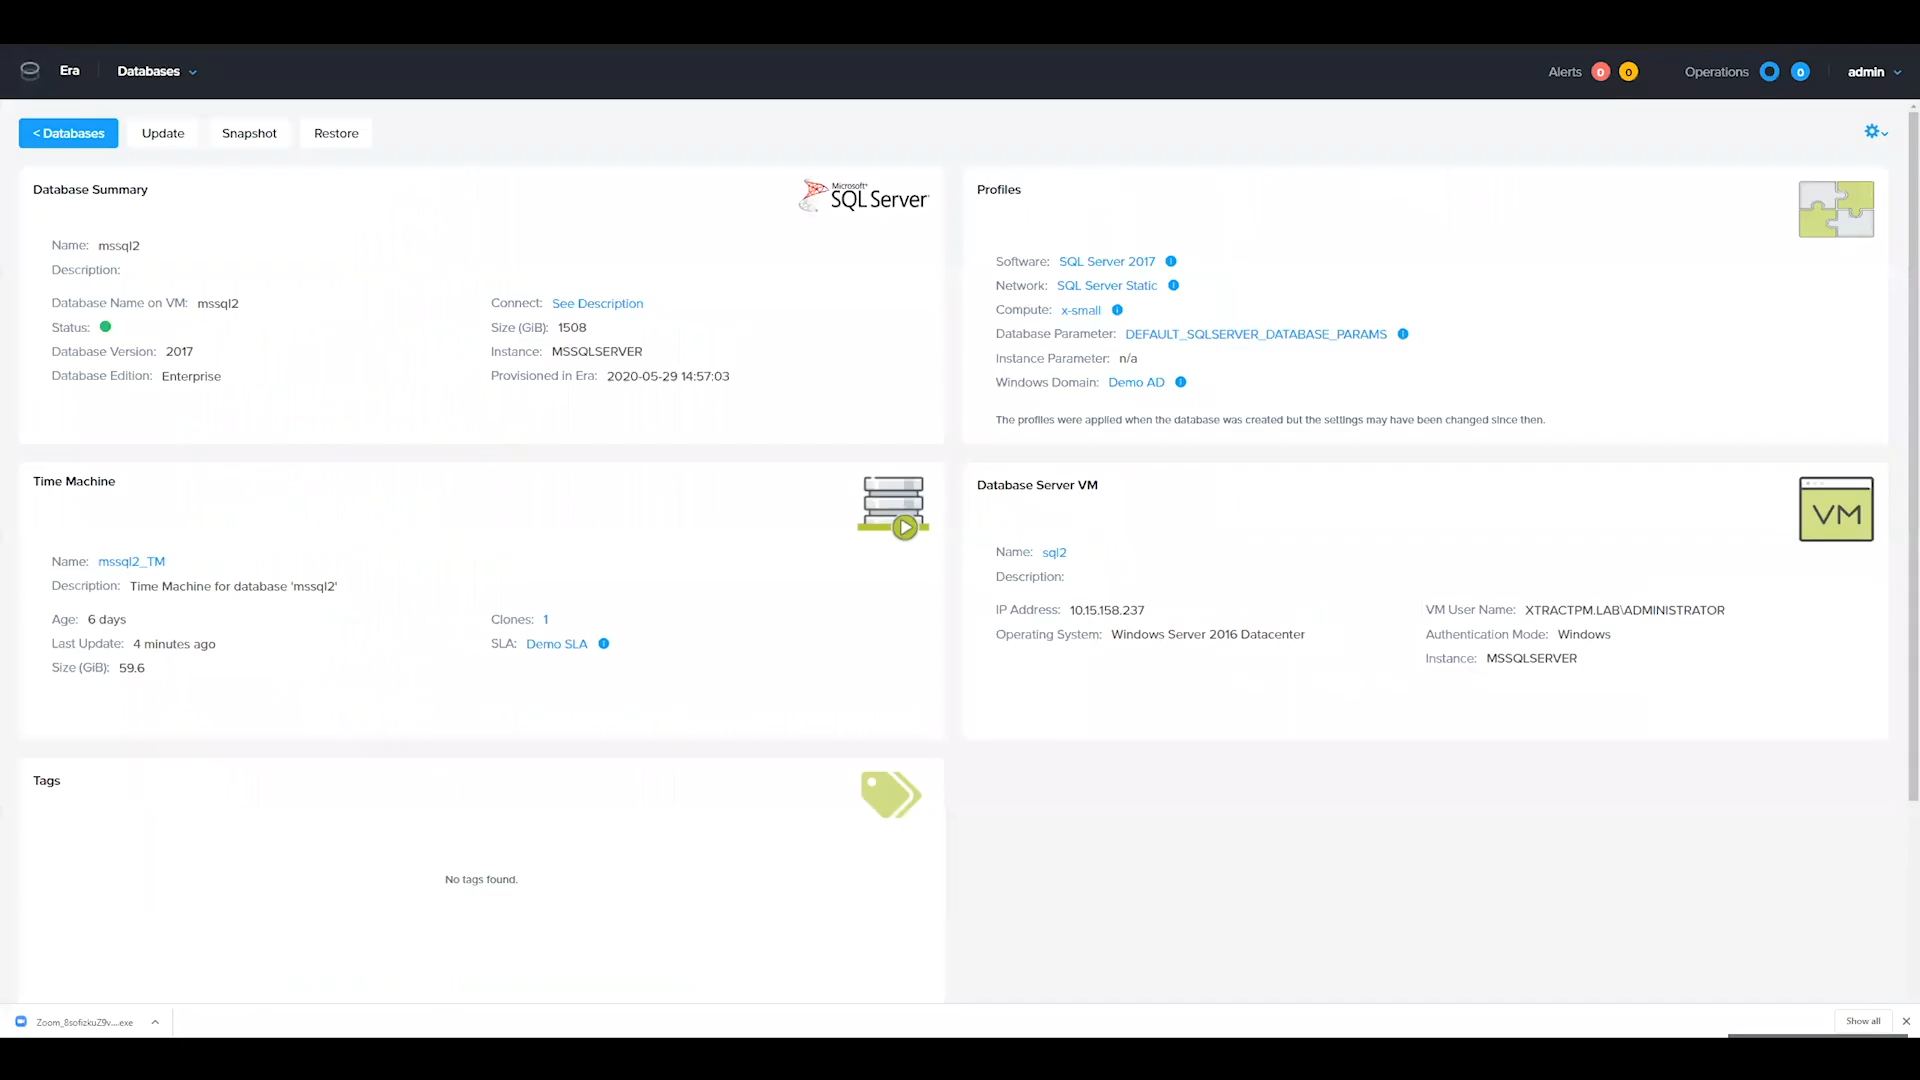 Era Databases Alerts 0 0 Operations 0 admin
< Databases Update Snapshot Restore
Database Summary
Microsoft
SQL Server
Name: mssql2
Description:
Database Name on VM: mssql2
Status:
Database Version: 2017
Database Edition: Enterprise
Connect: See Description
Size (GiB): 1508
Instance: MSSQLSERVER
Provisioned in Era: 2020-05-29 14:57:03
Profiles
Software: SQL Server 2017
Network: SQL Server Static
Compute: x-small
Database Parameter: DEFAULT_SQLSERVER_DATABASE_PARAMS
Instance Parameter: n/a
Windows Domain: Demo AD
The profiles were applied when the database was created but the settings may have been changed since then.
Time Machine
Name: mssql2_TM
Description: Time Machine for database 'mssql2'
Age: 6 days
Last Update: 4 minutes ago
Size (GiB): 59.6
Clones: 1
SLA: Demo SLA
Database Server VM
VM
Name: sql2
Description:
IP Address: 10.15.158.237
Operating System: Windows Server 2016 Datacenter
VM User Name: XTRACTPM.LAB\ADMINISTRATOR
Authentication Mode: Windows
Instance: MSSQLSERVER
Tags
No tags found.
Zoom_8sofizkuZ9v....exe
Show all